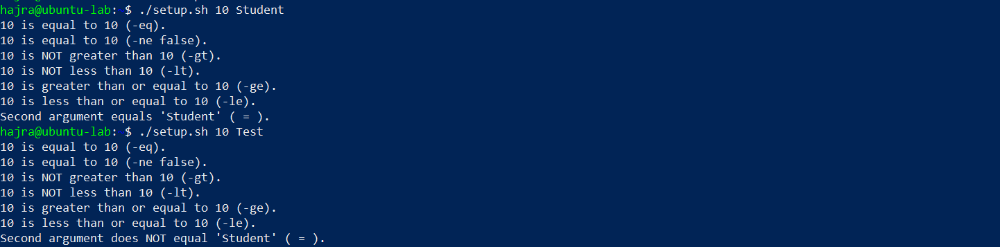 hajra@ubuntu-lab:~$ ./setup.sh 10 Student
10 is equal to 10 (-eq).
10 is equal to 10 (-ne false).
10 is NOT greater than 10 (-gt).
10 is NOT less than 10 (-lt).
10 is greater than or equal to 10 (-ge).
10 is less than or equal to 10 (-le).
Second argument equals 'Student' ( = ).
hajra@ubuntu-lab:~$ ./setup.sh 10 Test
10 is equal to 10 (-eq).
10 is equal to 10 (-ne false).
10 is NOT greater than 10 (-gt).
10 is NOT less than 10 (-lt).
10 is greater than or equal to 10 (-ge).
10 is less than or equal to 10 (-le).
Second argument does NOT equal 'Student' ( = ).